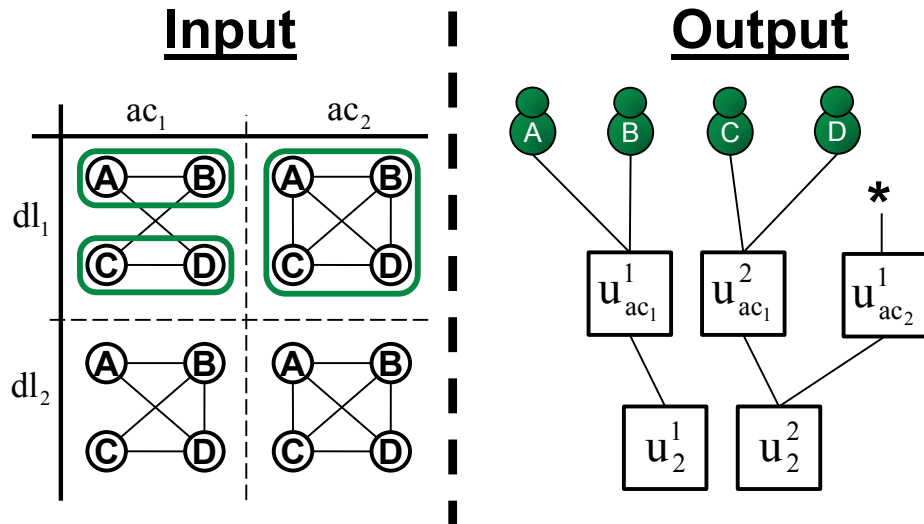 Input
Output
ac₁ ac₂
dl₁
A B
C D
A B
C D
dl₂
A B
C D
A B
C D
A B C D
*
u¹ac₁ u²ac₁ u¹ac₂
u¹₂ u²₂